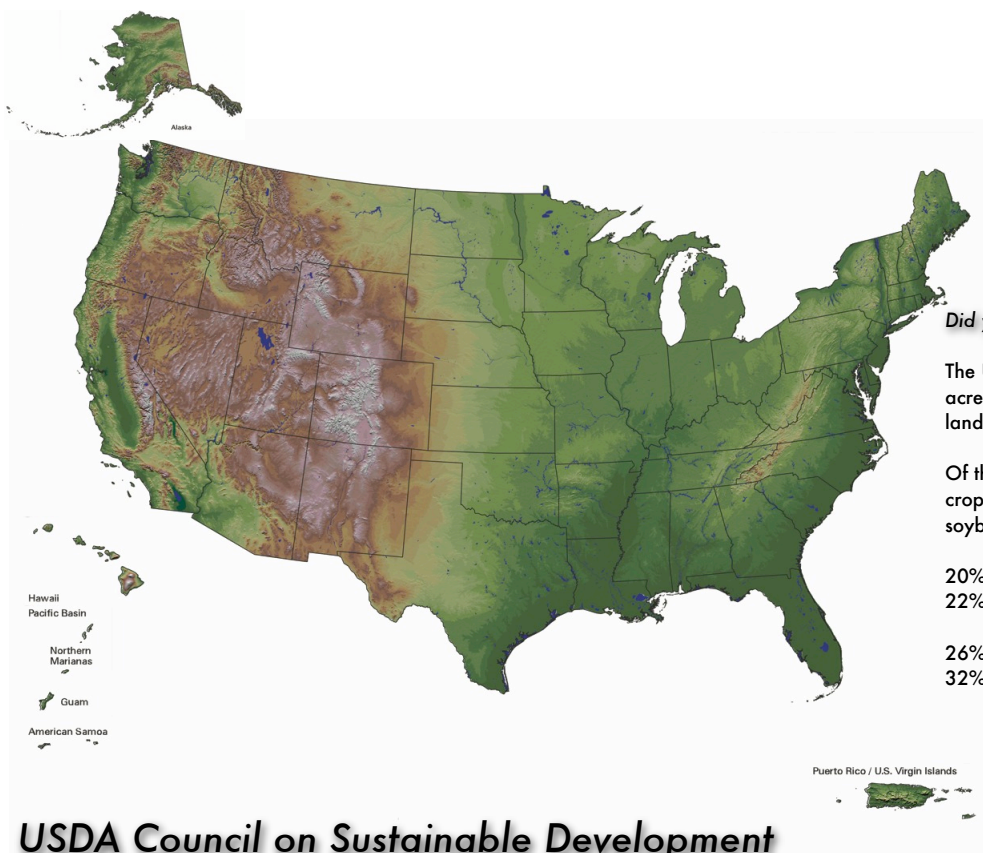 Alaska
Did
The
acre
land
Of
crop
soyb
20%
22%
26%
32%
Hawaii
Pacific Basin
Northern
Marianas
Guam
American Samoa
Puerto Rico / U.S. Virgin Islands
USDA Council on Sustainable Development